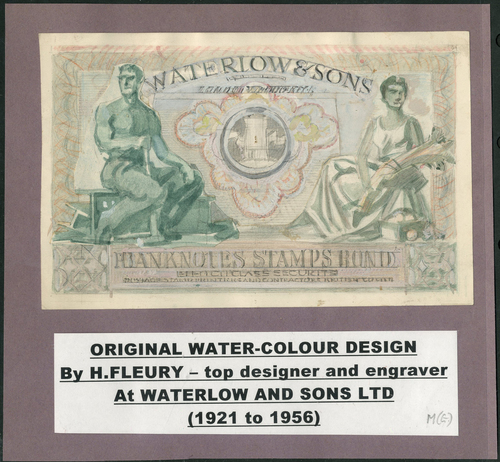 WATERLOW & SONS
BANKNOTES STAMPS BOND
ORIGINAL WATER-COLOUR DESIGN
By H.FLEURY – top designer and engraver
At WATERLOW AND SONS LTD
(1921 to 1956)
M(E)